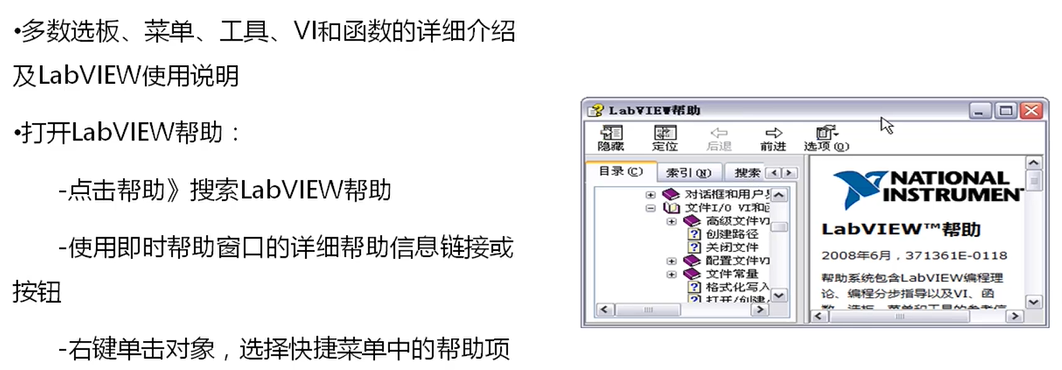 •多数选板、菜单、工具、VI和函数的详细介绍
及LabVIEW使用说明
•打开LabVIEW帮助：
-点击帮助》搜索LabVIEW帮助
-使用即时帮助窗口的详细帮助信息链接或
按钮
-右键单击对象，选择快捷菜单中的帮助项
LabVIEW帮助
隐藏 定位 后退 前进 选项(O)
目录(C) 索引(N) 搜索
对话框和用户界
文件I/O VI和函
高级文件VI
创建路径
关闭文件
配置文件VI
文件常量
格式化写入
打开/创建/
NATIONAL
INSTRUMEN
LabVIEW™帮助
2008年6月，371361E-0118
帮助系统包含LabVIEW编程理
论、编程分步指导以及VI、函
数、选板、菜单和工具的参考信